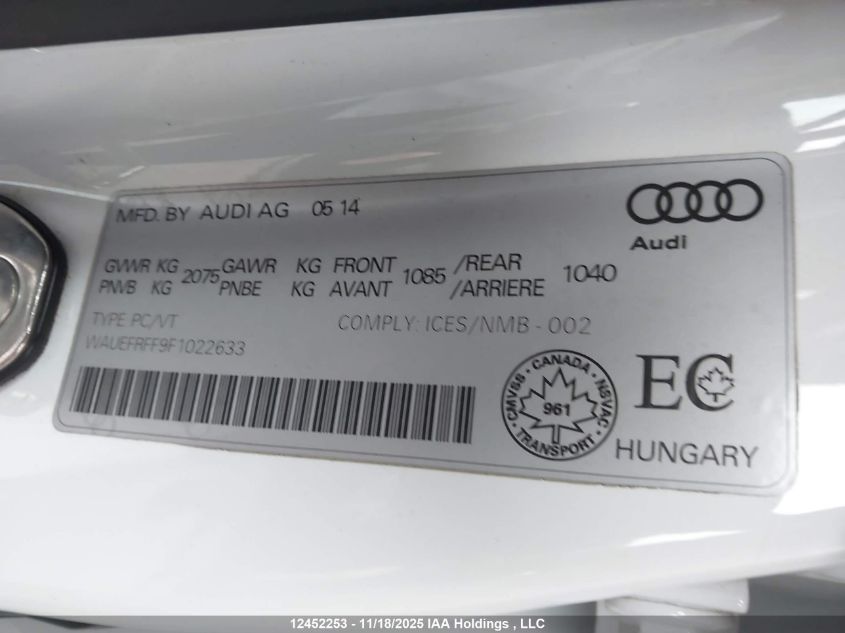 MFD. BY AUDI AG 05 14
Audi
GVWR KG 2075 GAWR KG FRONT 1085 /REAR 1040
PNVB KG PNBE KG AVANT /ARRIERE
TYPE PC/VT COMPLY: ICES/NMB - 002
WAUEFRFF9F1022633
CMVSS · CANADA · NSVAC · TRANSPORT ·
961
EC
HUNGARY
12452253 - 11/18/2025 IAA Holdings , LLC